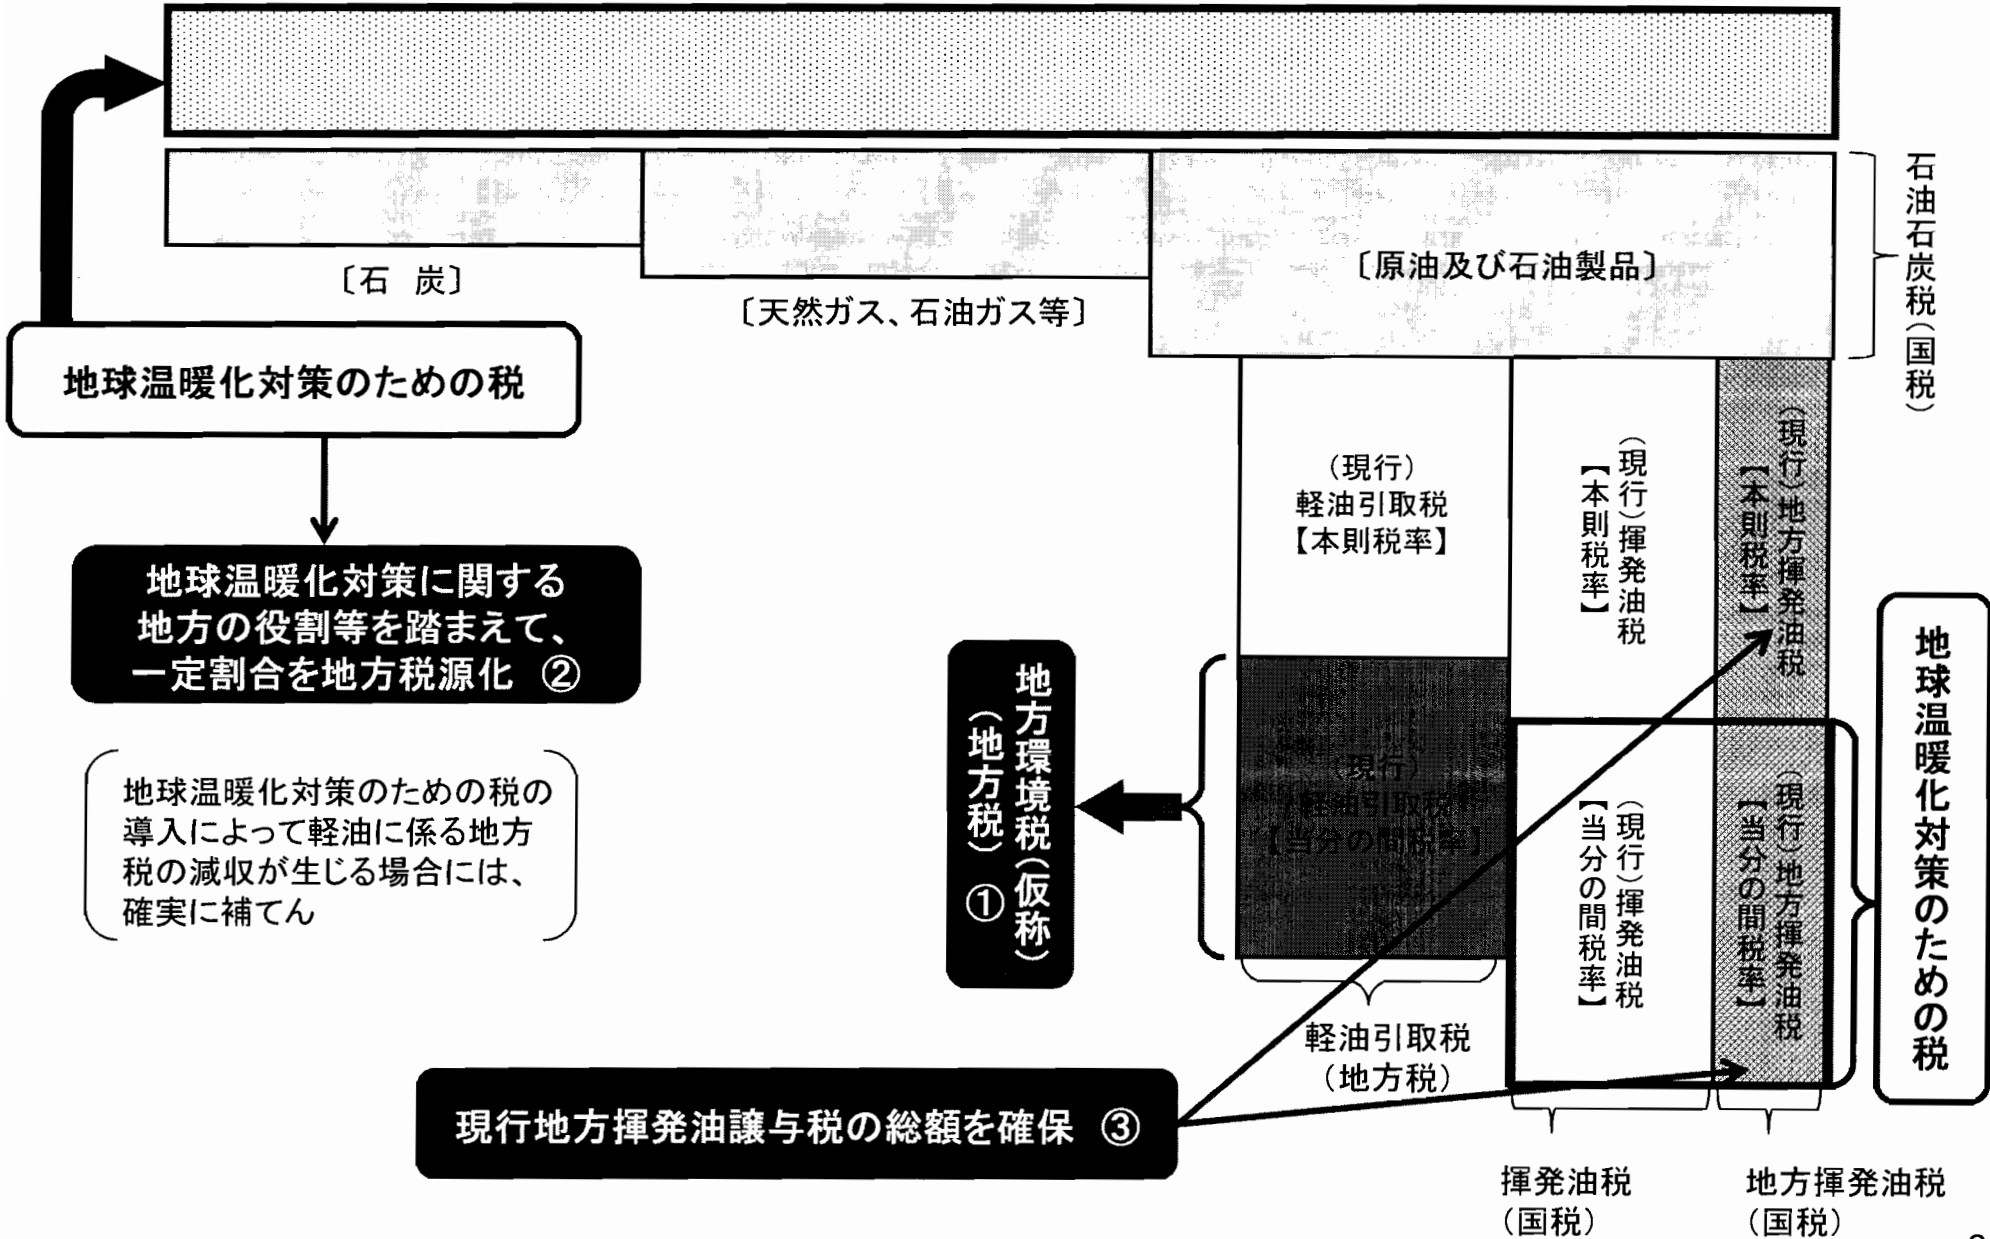 〔石　炭〕
〔天然ガス、石油ガス等〕
〔原油及び石油製品〕
石油石炭税（国税）
地球温暖化対策のための税
地球温暖化対策に関する
地方の役割等を踏まえて、
一定割合を地方税源化　②
地球温暖化対策のための税の
導入によって軽油に係る地方
税の減収が生じる場合には、
確実に補てん
（現行）
軽油引取税
【本則税率】
（現行）揮発油税
【本則税率】
（現行）地方揮発油税
【本則税率】
地方環境税（仮称）
（地方税）　①
（現行）
軽油引取税
【当分の間税率】
（現行）揮発油税
【当分の間税率】
（現行）地方揮発油税
【当分の間税率】
地球温暖化対策のための税
軽油引取税
（地方税）
現行地方揮発油譲与税の総額を確保　③
揮発油税
（国税）
地方揮発油税
（国税）